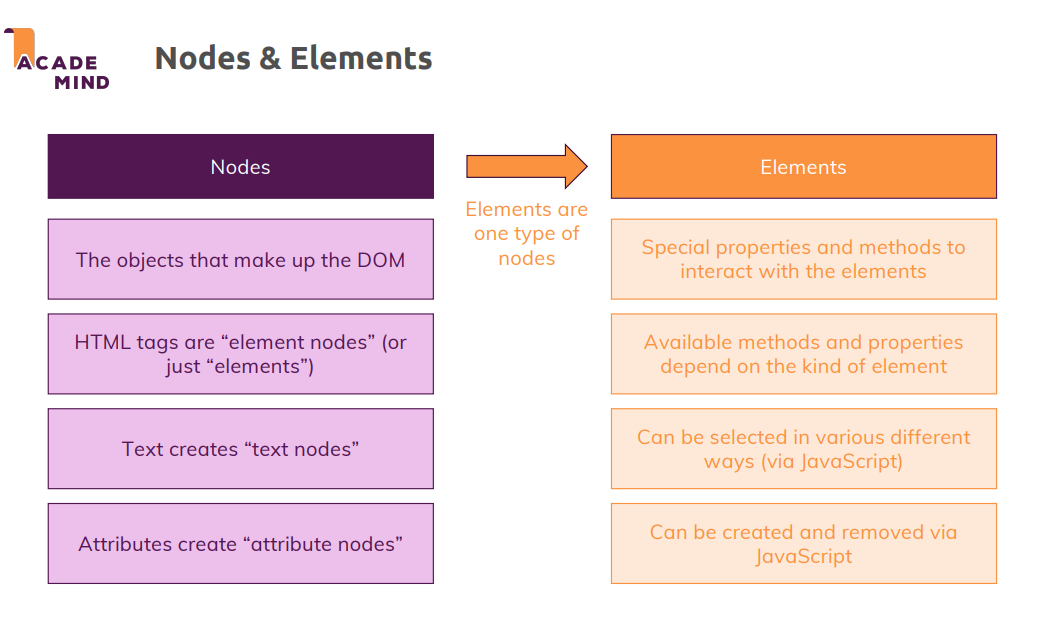 ACADE
MIND
Nodes & Elements
Nodes
Elements
Elements are
one type of
nodes
The objects that make up the DOM
Special properties and methods to
interact with the elements
HTML tags are “element nodes” (or
just “elements”)
Available methods and properties
depend on the kind of element
Text creates “text nodes”
Can be selected in various different
ways (via JavaScript)
Attributes create “attribute nodes”
Can be created and removed via
JavaScript